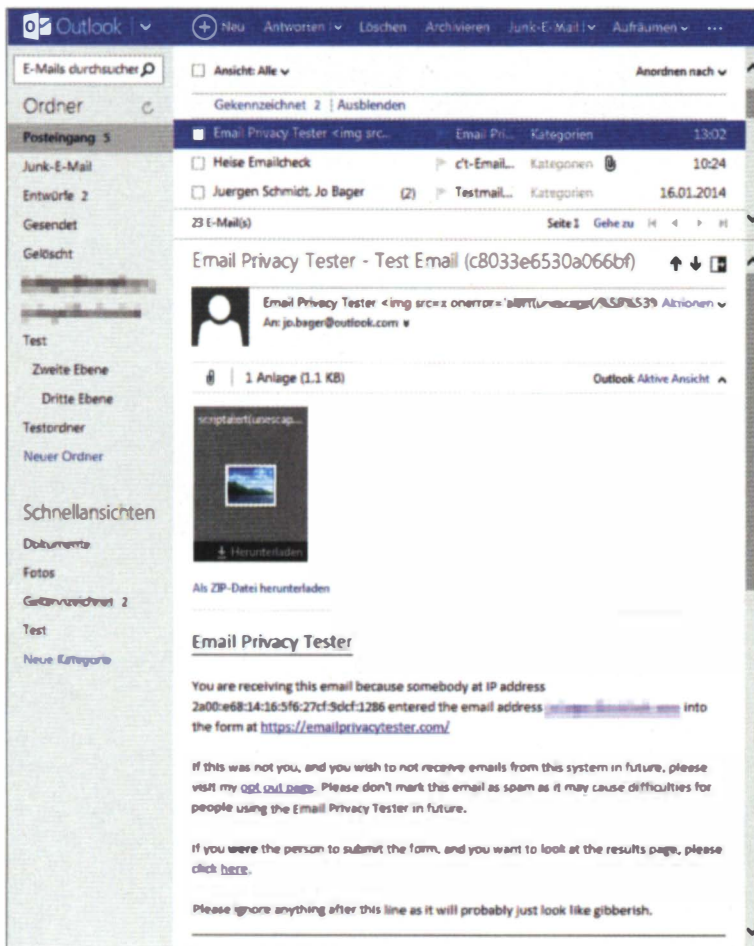 Outlook
Neu Antworten Löschen Archivieren Junk-E-Mail Aufräumen ...
E-Mails durchsucher
Ordner
Posteingang 5
Junk-E-Mail
Entwürfe 2
Gesendet
Gelöscht
Test
Zweite Ebene
Dritte Ebene
Testordner
Neuer Ordner
Schnellansichten
Dokumente
Fotos
Gekennzeichnet 2
Test
Neue Kategorie
Ansicht: Alle
Anordnen nach
Gekennzeichnet 2 | Ausblenden
Email Privacy Tester <img src... Email Pri... Kategorien 13:02
Heise Emailcheck c't-Email... Kategorien 10:24
Juergen Schmidt, Jo Bager (2) Testmail... Kategorien 16.01.2014
23 E-Mail(s) Seite 1 Gehe zu
Email Privacy Tester - Test Email (c8033e6530a066bf)
Email Privacy Tester <img src=x onerror='alert(unescape(/%50%539 Aktionen
An: jo.bager@outlook.com
1 Anlage (1.1 KB) Outlook Aktive Ansicht
scriptalert(unescap...
Herunterladen
Als ZIP-Datei herunterladen
Email Privacy Tester
You are receiving this email because somebody at IP address
2a00:e68:14:16:5f6:27cf:9dcf:1286 entered the email address into
the form at https://emailprivacytester.com/
If this was not you, and you wish to not receive emails from this system in future, please
visit my opt out page. Please don't mark this email as spam as it may cause difficulties for
people using the Email Privacy Tester in future.
If you were the person to submit the form, and you want to look at the results page, please
click here.
Please ignore anything after this line as it will probably just look like gibberish.